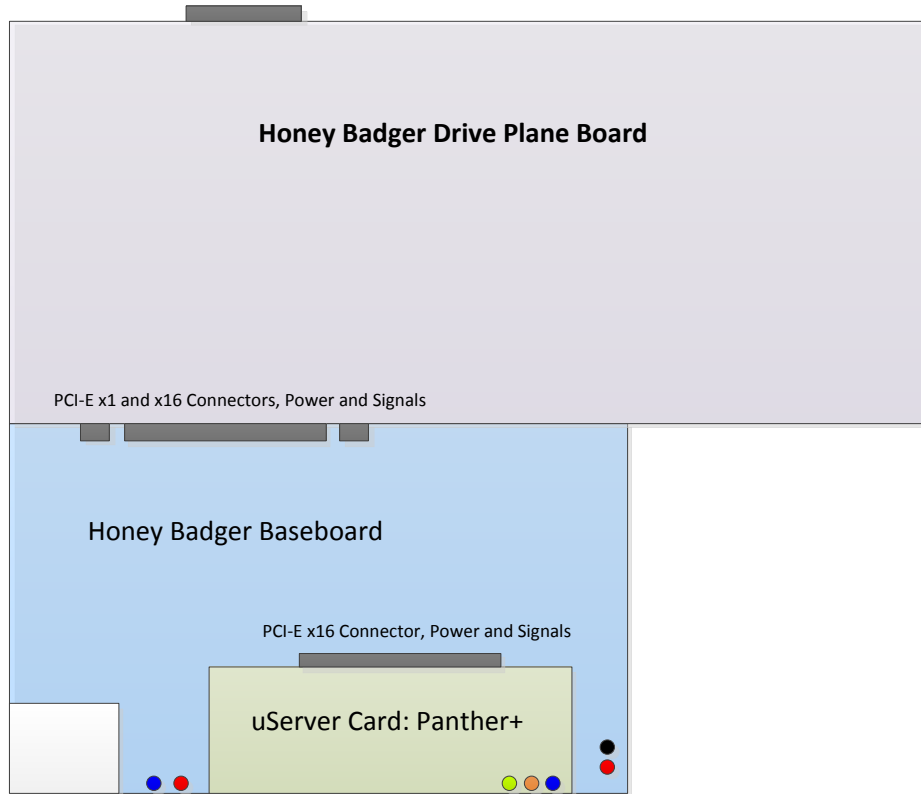 Honey Badger Drive Plane Board
PCI-E x1 and x16 Connectors, Power and Signals
Honey Badger Baseboard
PCI-E x16 Connector, Power and Signals
uServer Card: Panther+